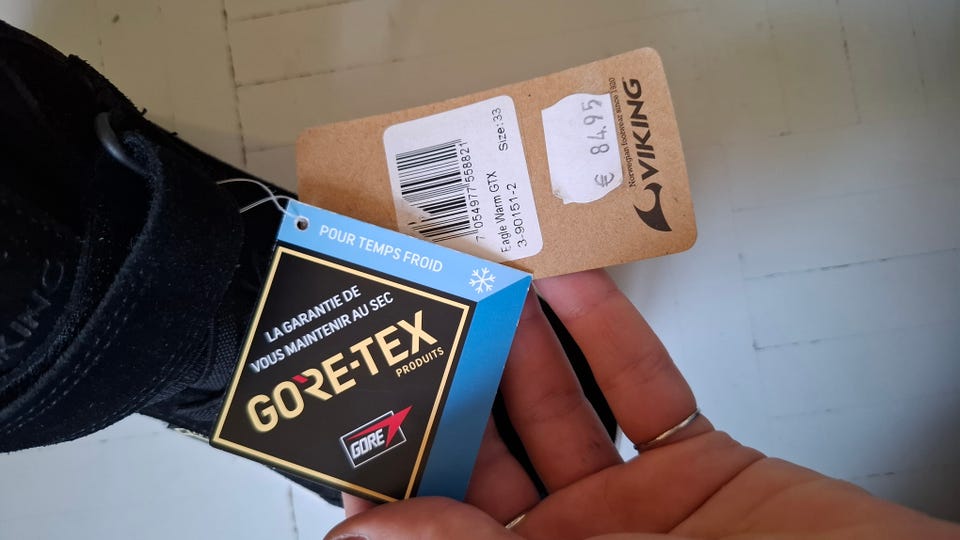 VIKING
Norwegian footwear since 1920
€ 84.95
7 054977 558821
Eagle Warm GTX
Size: 33
3-90151-2
POUR TEMPS FROID
LA GARANTIE DE
VOUS MAINTENIR AU SEC
GORE-TEX
PRODUITS
GORE